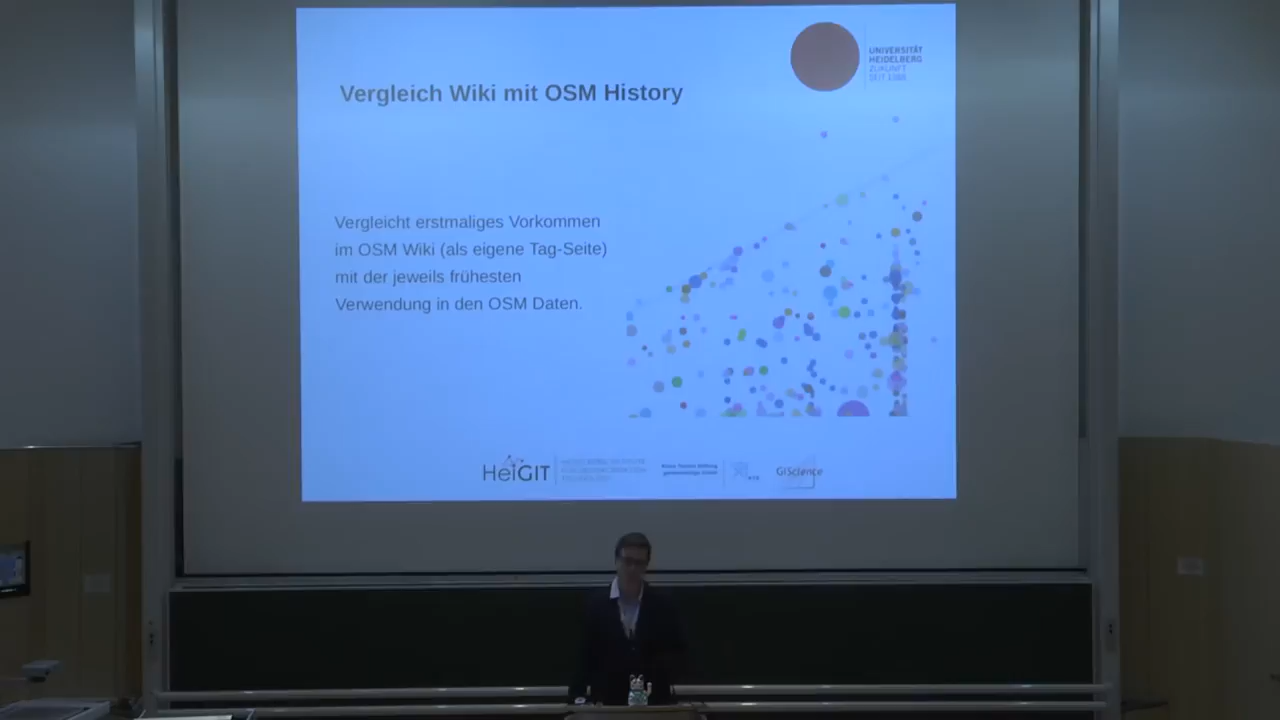 UNIVERSITÄT
HEIDELBERG
ZUKUNFT
SEIT 1386
Vergleich Wiki mit OSM History
Vergleicht erstmaliges Vorkommen
im OSM Wiki (als eigene Tag-Seite)
mit der jeweils frühesten
Verwendung in den OSM Daten.
HeiGIT
GIScience